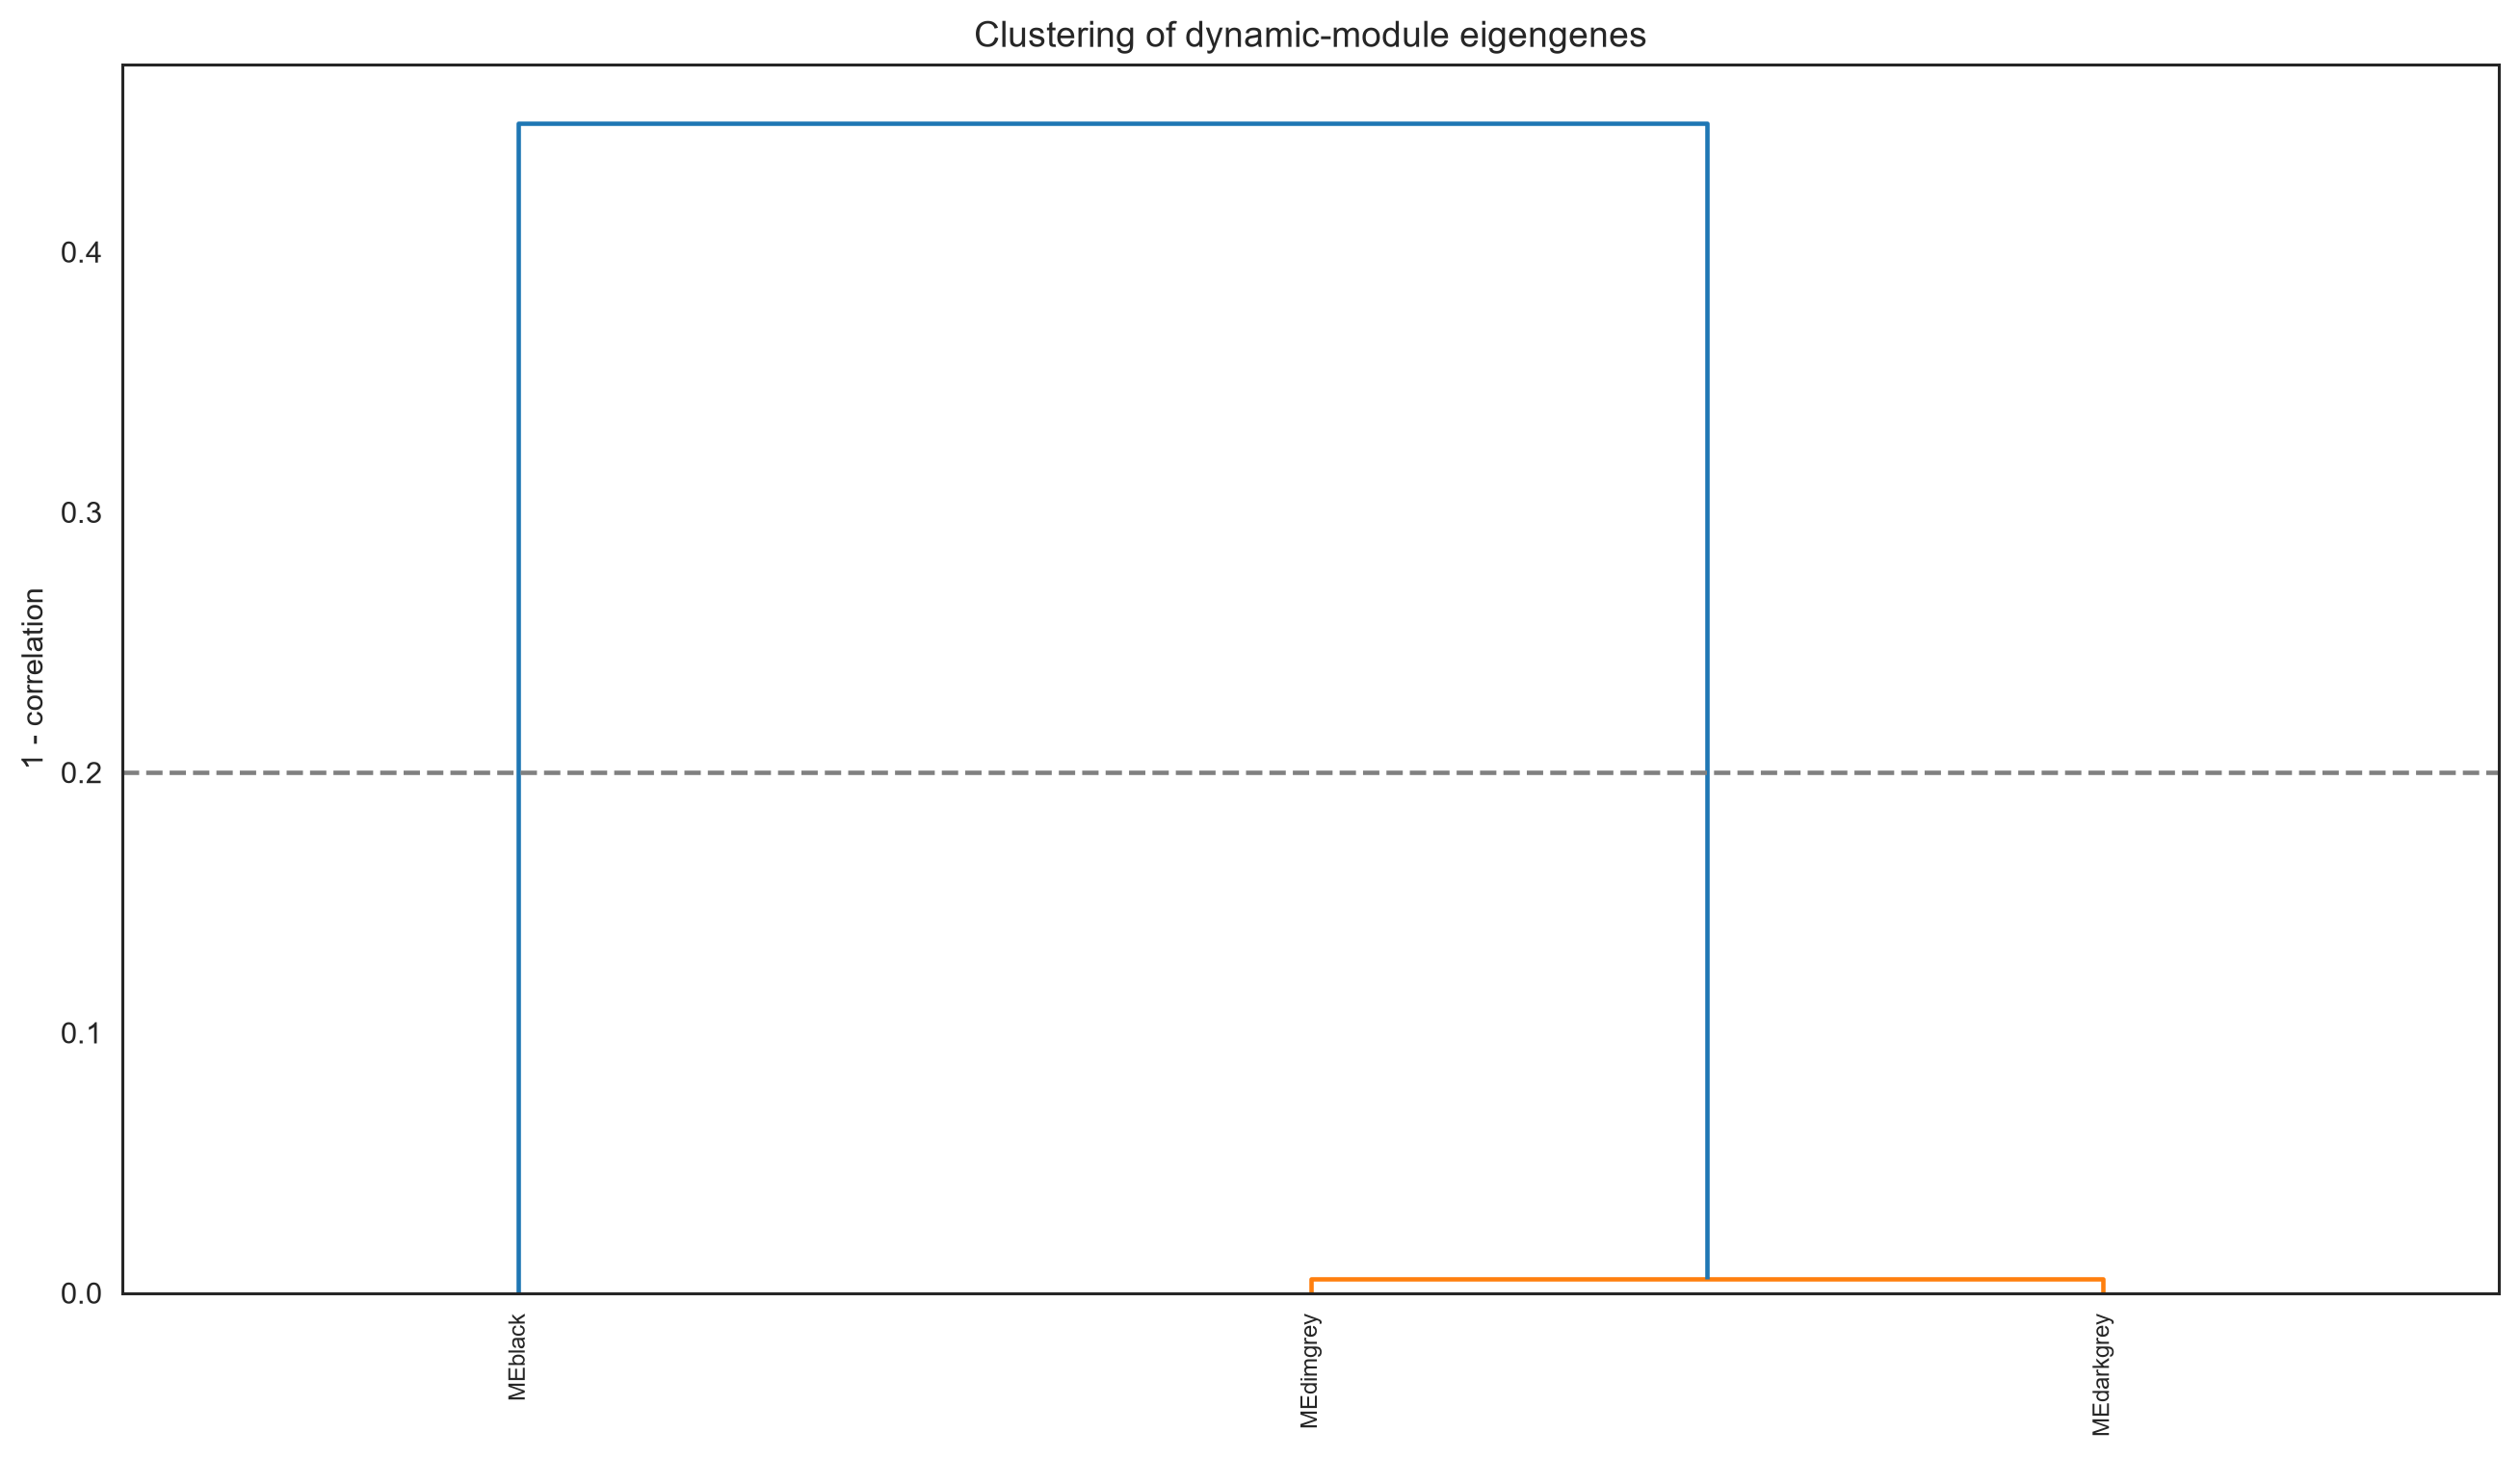 Clustering of dynamic-module eigengenes
1 - correlation
0.4
0.3
0.2
0.1
0.0
MEblack
MEdimgrey
MEdarkgrey